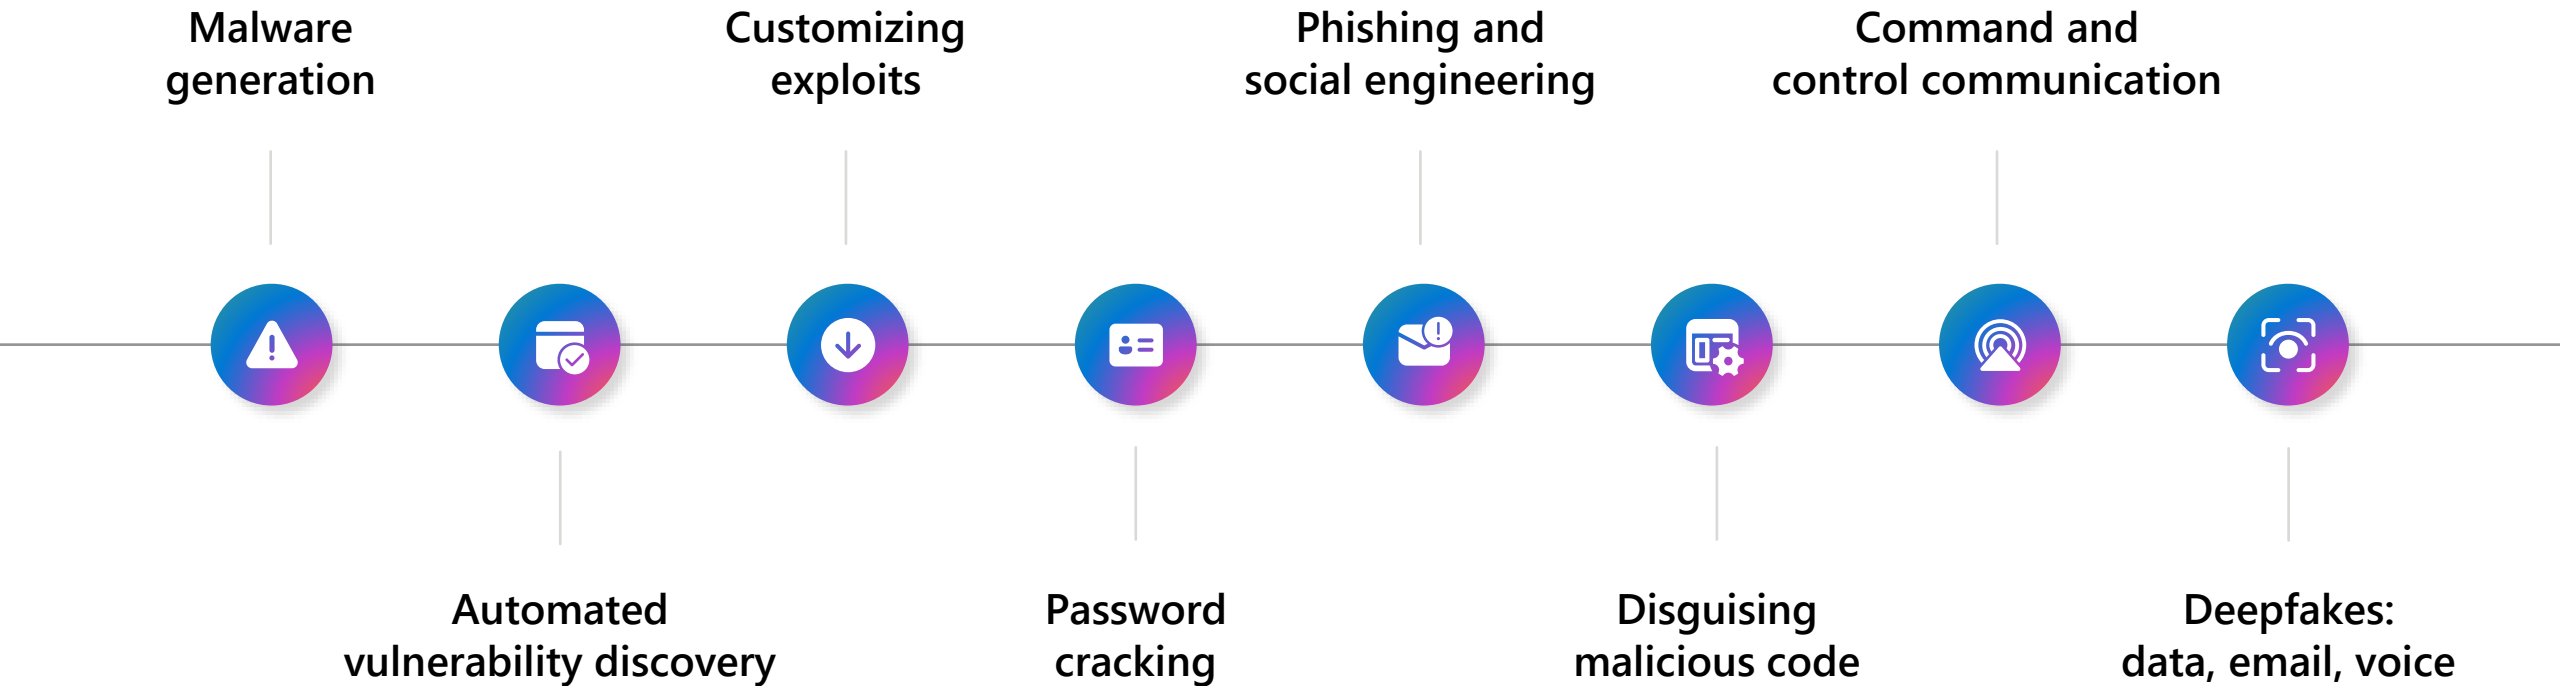 Malware
generation
Automated
vulnerability discovery
Customizing
exploits
Password
cracking
Phishing and
social engineering
Disguising
malicious code
Command and
control communication
Deepfakes:
data, email, voice